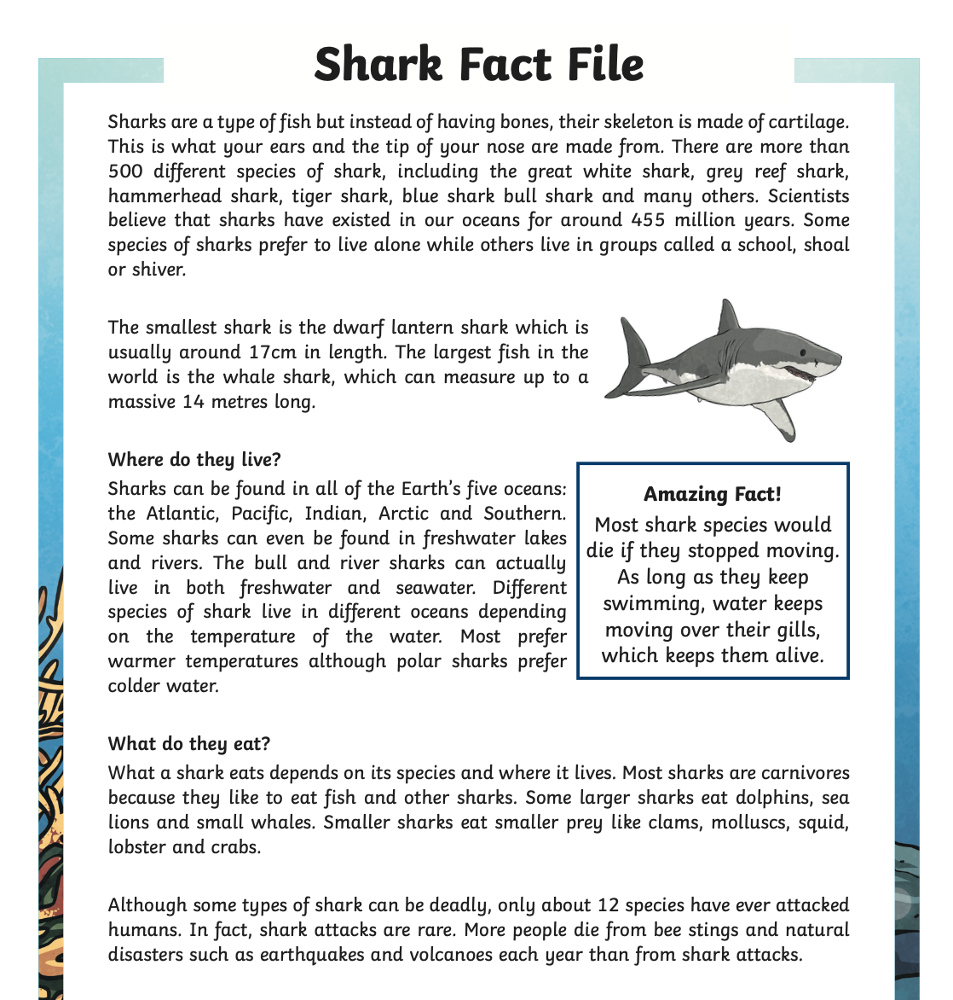 Shark Fact File
Sharks are a type of fish but instead of having bones, their skeleton is made of cartilage.
This is what your ears and the tip of your nose are made from. There are more than
500 different species of shark, including the great white shark, grey reef shark,
hammerhead shark, tiger shark, blue shark bull shark and many others. Scientists
believe that sharks have existed in our oceans for around 455 million years. Some
species of sharks prefer to live alone while others live in groups called a school, shoal
or shiver.
The smallest shark is the dwarf lantern shark which is
usually around 17cm in length. The largest fish in the
world is the whale shark, which can measure up to a
massive 14 metres long.
Where do they live?
Sharks can be found in all of the Earth's five oceans:
the Atlantic, Pacific, Indian, Arctic and Southern.
Some sharks can even be found in freshwater lakes
and rivers. The bull and river sharks can actually
live in both freshwater and seawater. Different
species of shark live in different oceans depending
on the temperature of the water. Most prefer
warmer temperatures although polar sharks prefer
colder water.
Amazing Fact!
Most shark species would
die if they stopped moving.
As long as they keep
swimming, water keeps
moving over their gills,
which keeps them alive.
What do they eat?
What a shark eats depends on its species and where it lives. Most sharks are carnivores
because they like to eat fish and other sharks. Some larger sharks eat dolphins, sea
lions and small whales. Smaller sharks eat smaller prey like clams, molluscs, squid,
lobster and crabs.
Although some types of shark can be deadly, only about 12 species have ever attacked
humans. In fact, shark attacks are rare. More people die from bee stings and natural
disasters such as earthquakes and volcanoes each year than from shark attacks.